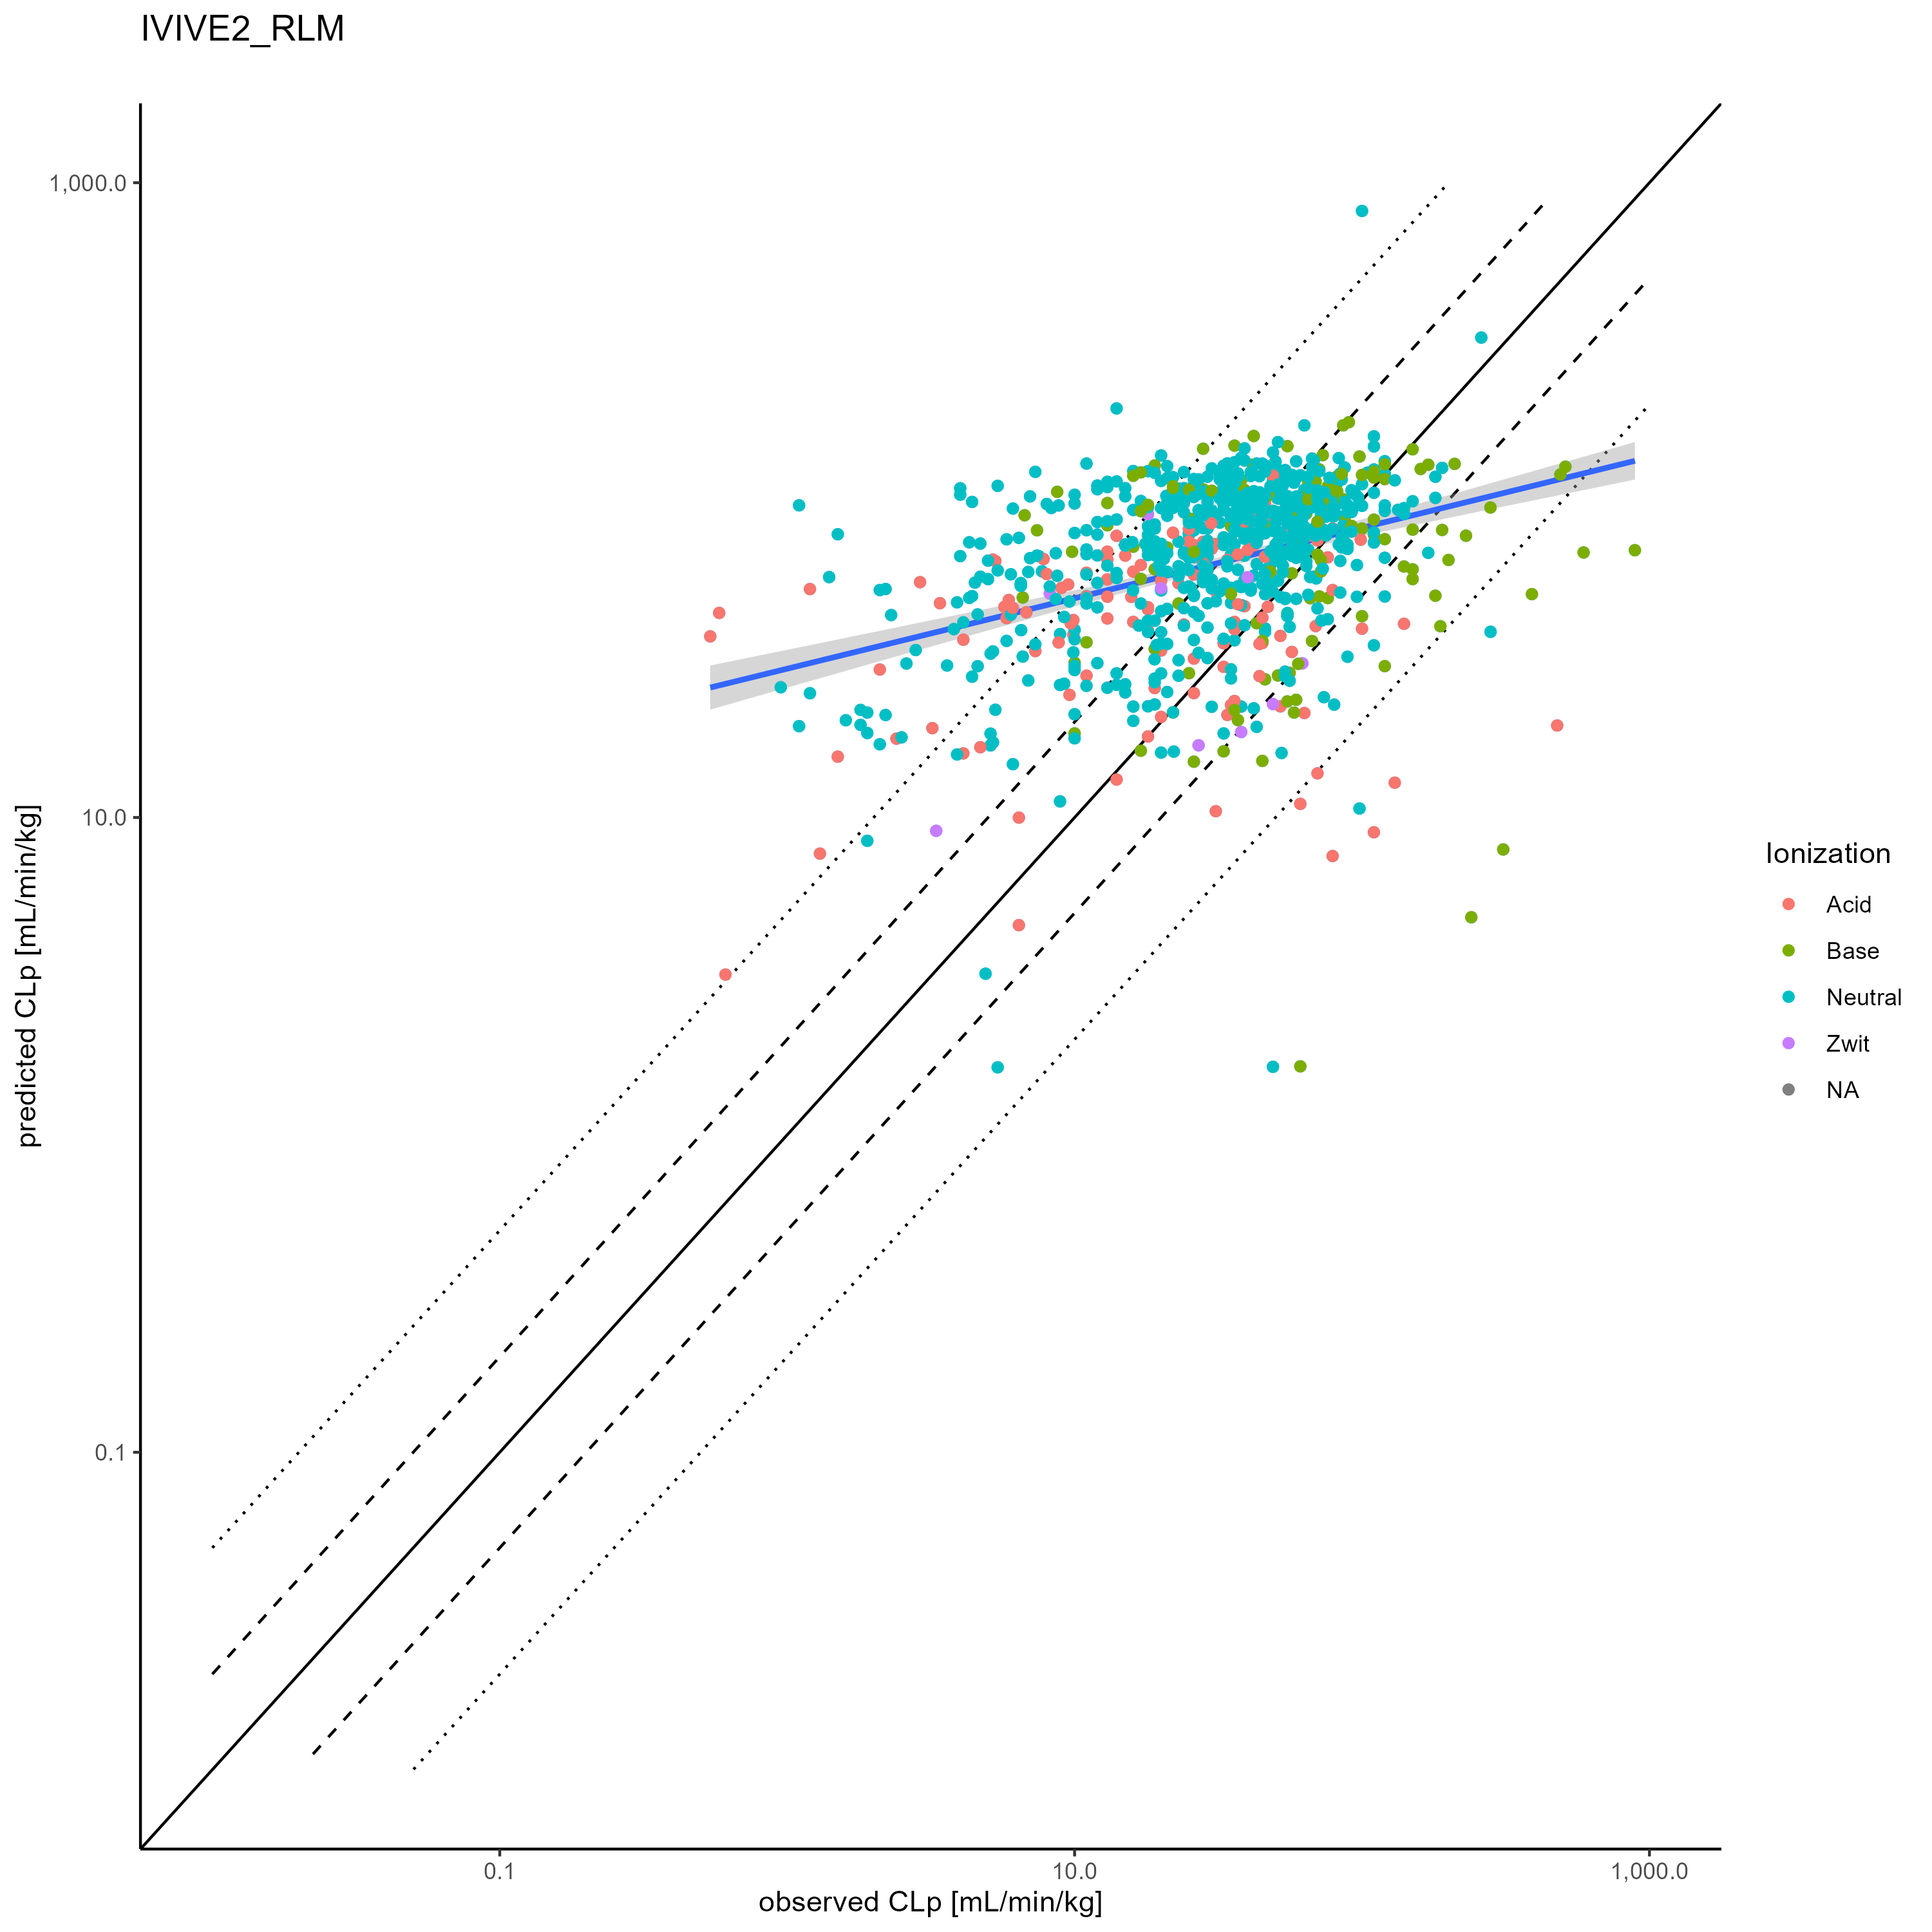 IVIVE2_RLM
predicted CLp [mL/min/kg]
1,000.0
10.0
0.1
0.1
10.0
1,000.0
observed CLp [mL/min/kg]
Ionization
Acid
Base
Neutral
Zwit
NA